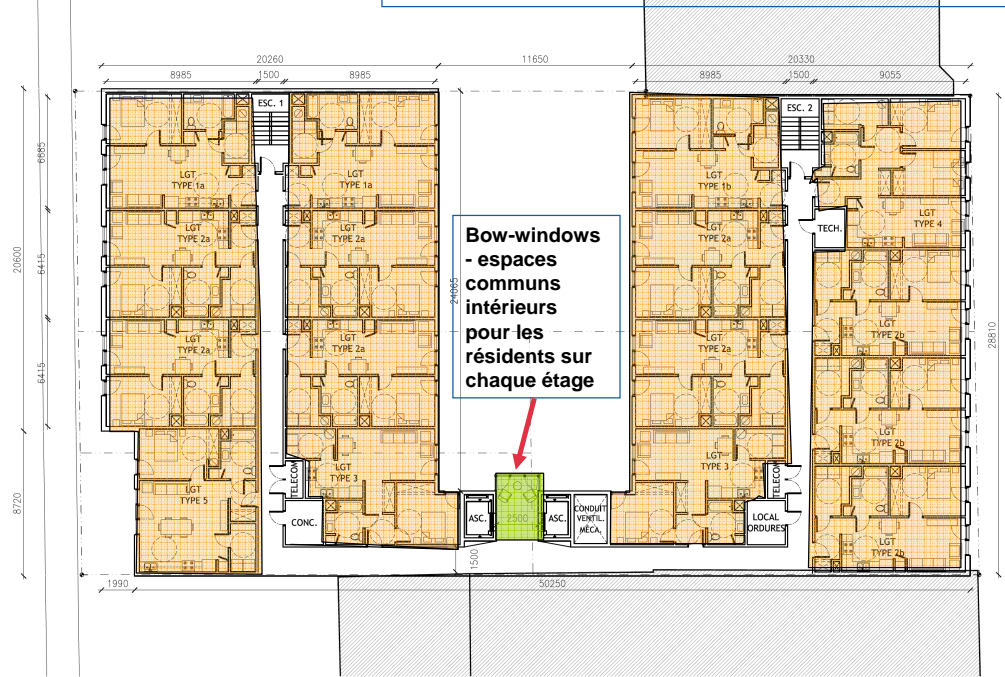 20260
11650
20330
8985
1500
8985
8985
1500
9055
ESC. 1
ESC. 2
6685
LGT
TYPE 1a
LGT
TYPE 1a
LGT
TYPE 1b
LGT
TYPE 4
TECH.
20600
6415
LGT
TYPE 2a
LGT
TYPE 2a
LGT
TYPE 2a
Bow-windows
- espaces
communs
intérieurs
pour les
résidents sur
chaque étage
24065
28810
6415
LGT
TYPE 2a
LGT
TYPE 2a
LGT
TYPE 2a
LGT
TYPE 2b
LGT
TYPE 2b
8720
LGT
TYPE 5
TELECOM
LGT
TYPE 3
CONC.
ASC.
2500
ASC.
CONDUIT
VENTIL.
MÉCA.
LGT
TYPE 3
TELECOM
LOCAL
ORDURES
LGT
TYPE 2b
1500
1990
50250